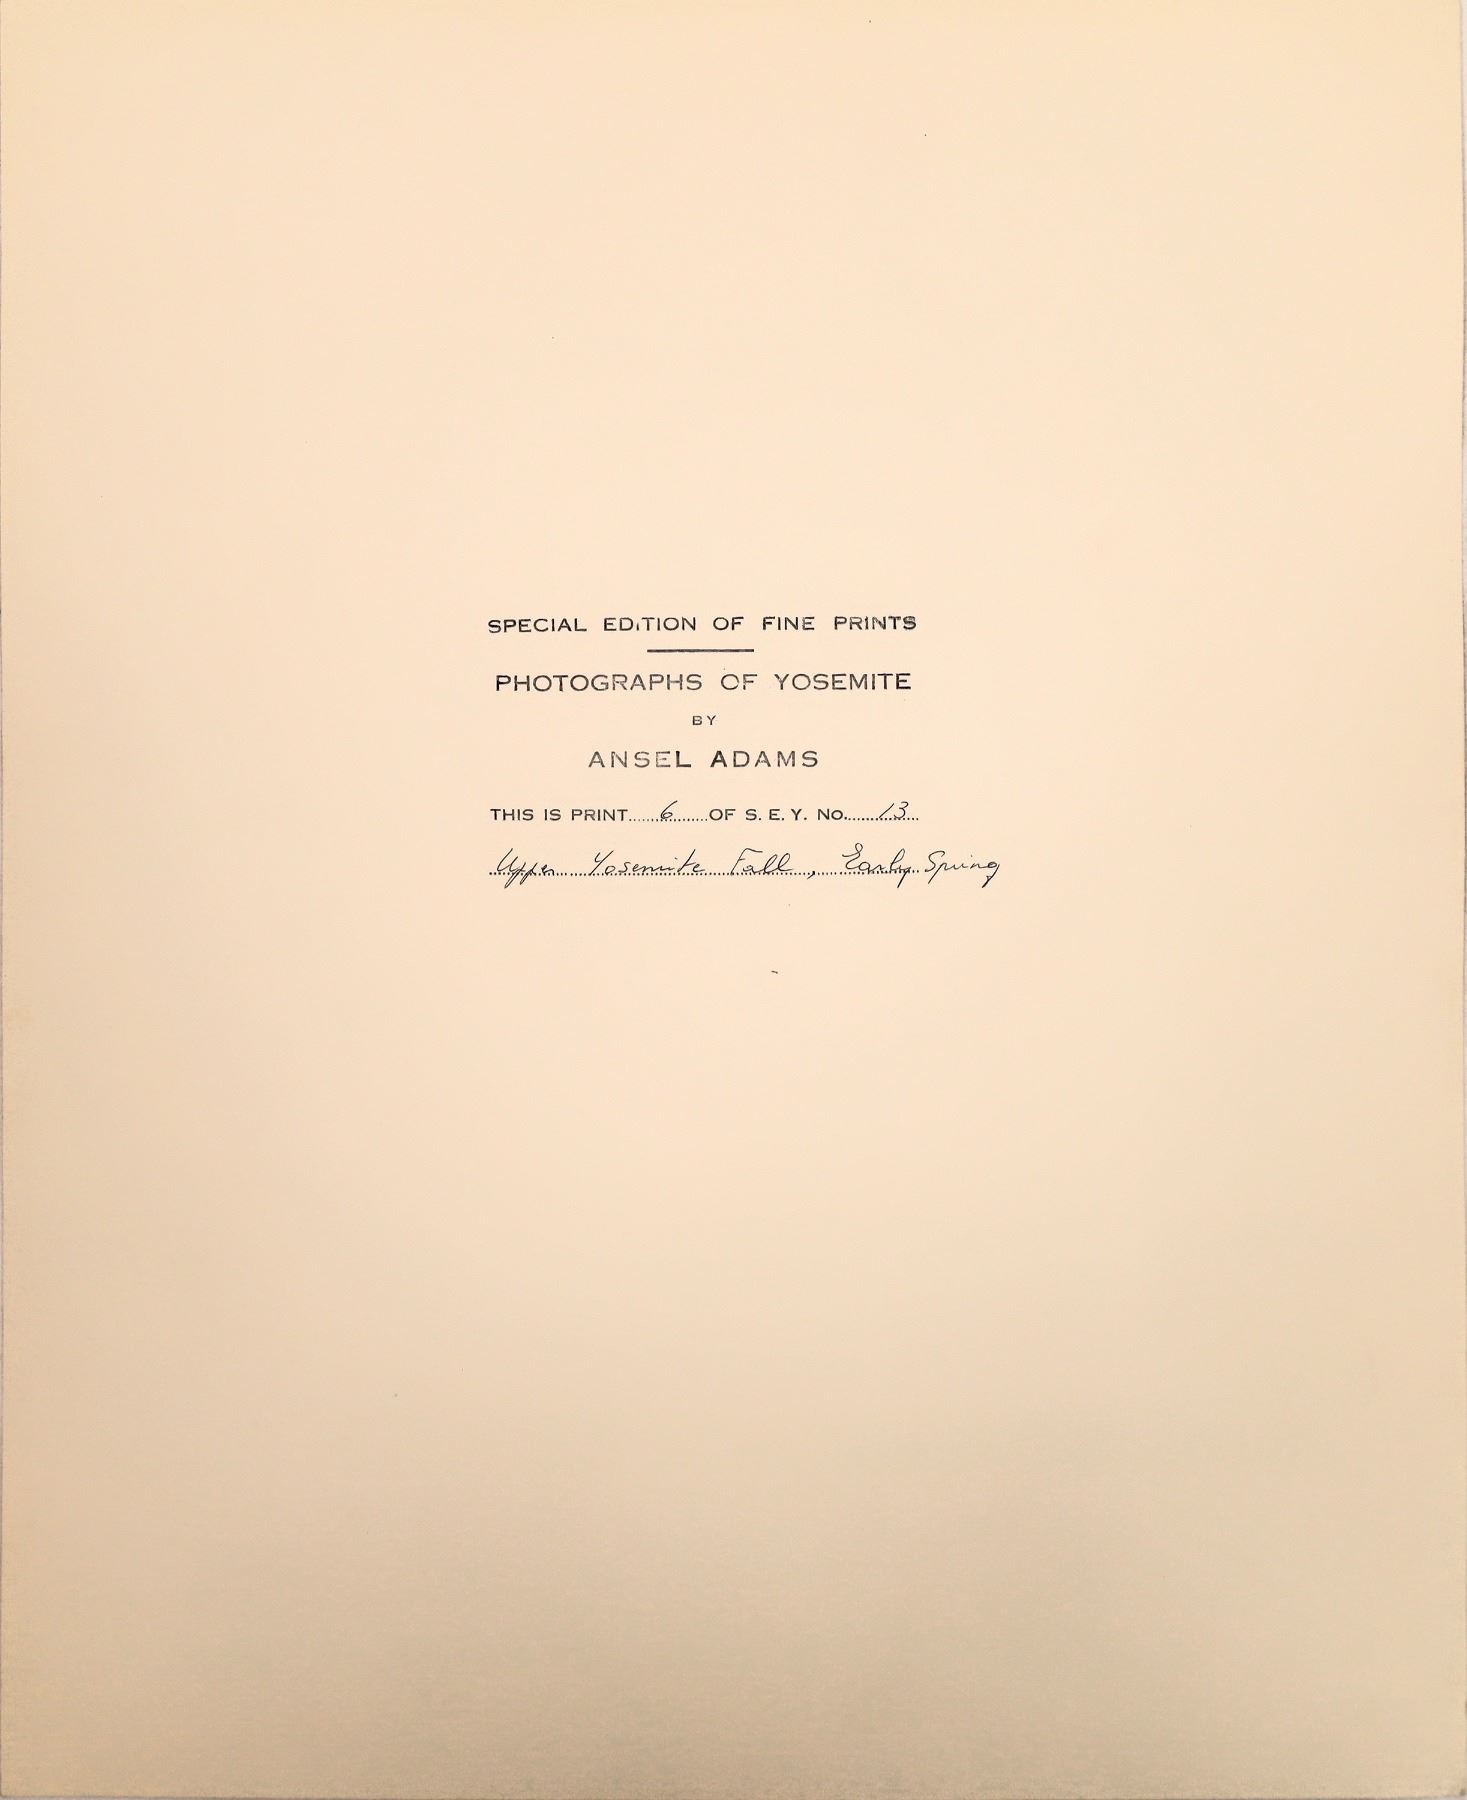 SPECIAL EDITION OF FINE PRINTS
PHOTOGRAPHS OF YOSEMITE
BY
ANSEL ADAMS
THIS IS PRINT.......6.......OF S. E. Y. NO.......13...
Upper Yosemite Fall, Early Spring